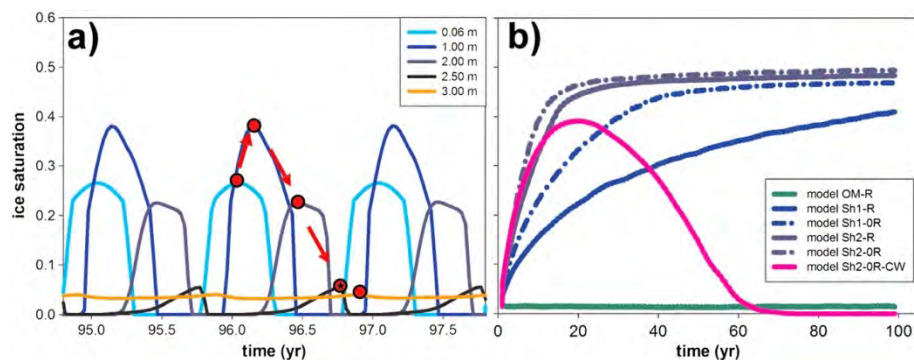 a)
0.06 m
1.00 m
2.00 m
2.50 m
3.00 m
ice saturation
0.6
0.5
0.4
0.3
0.2
0.1
0.0
95.0
95.5
96.0
96.5
97.0
97.5
time (yr)
b)
model OM-R
model Sh1-R
model Sh1-0R
model Sh2-R
model Sh2-0R
model Sh2-0R-CW
0
20
40
60
80
100
time (yr)